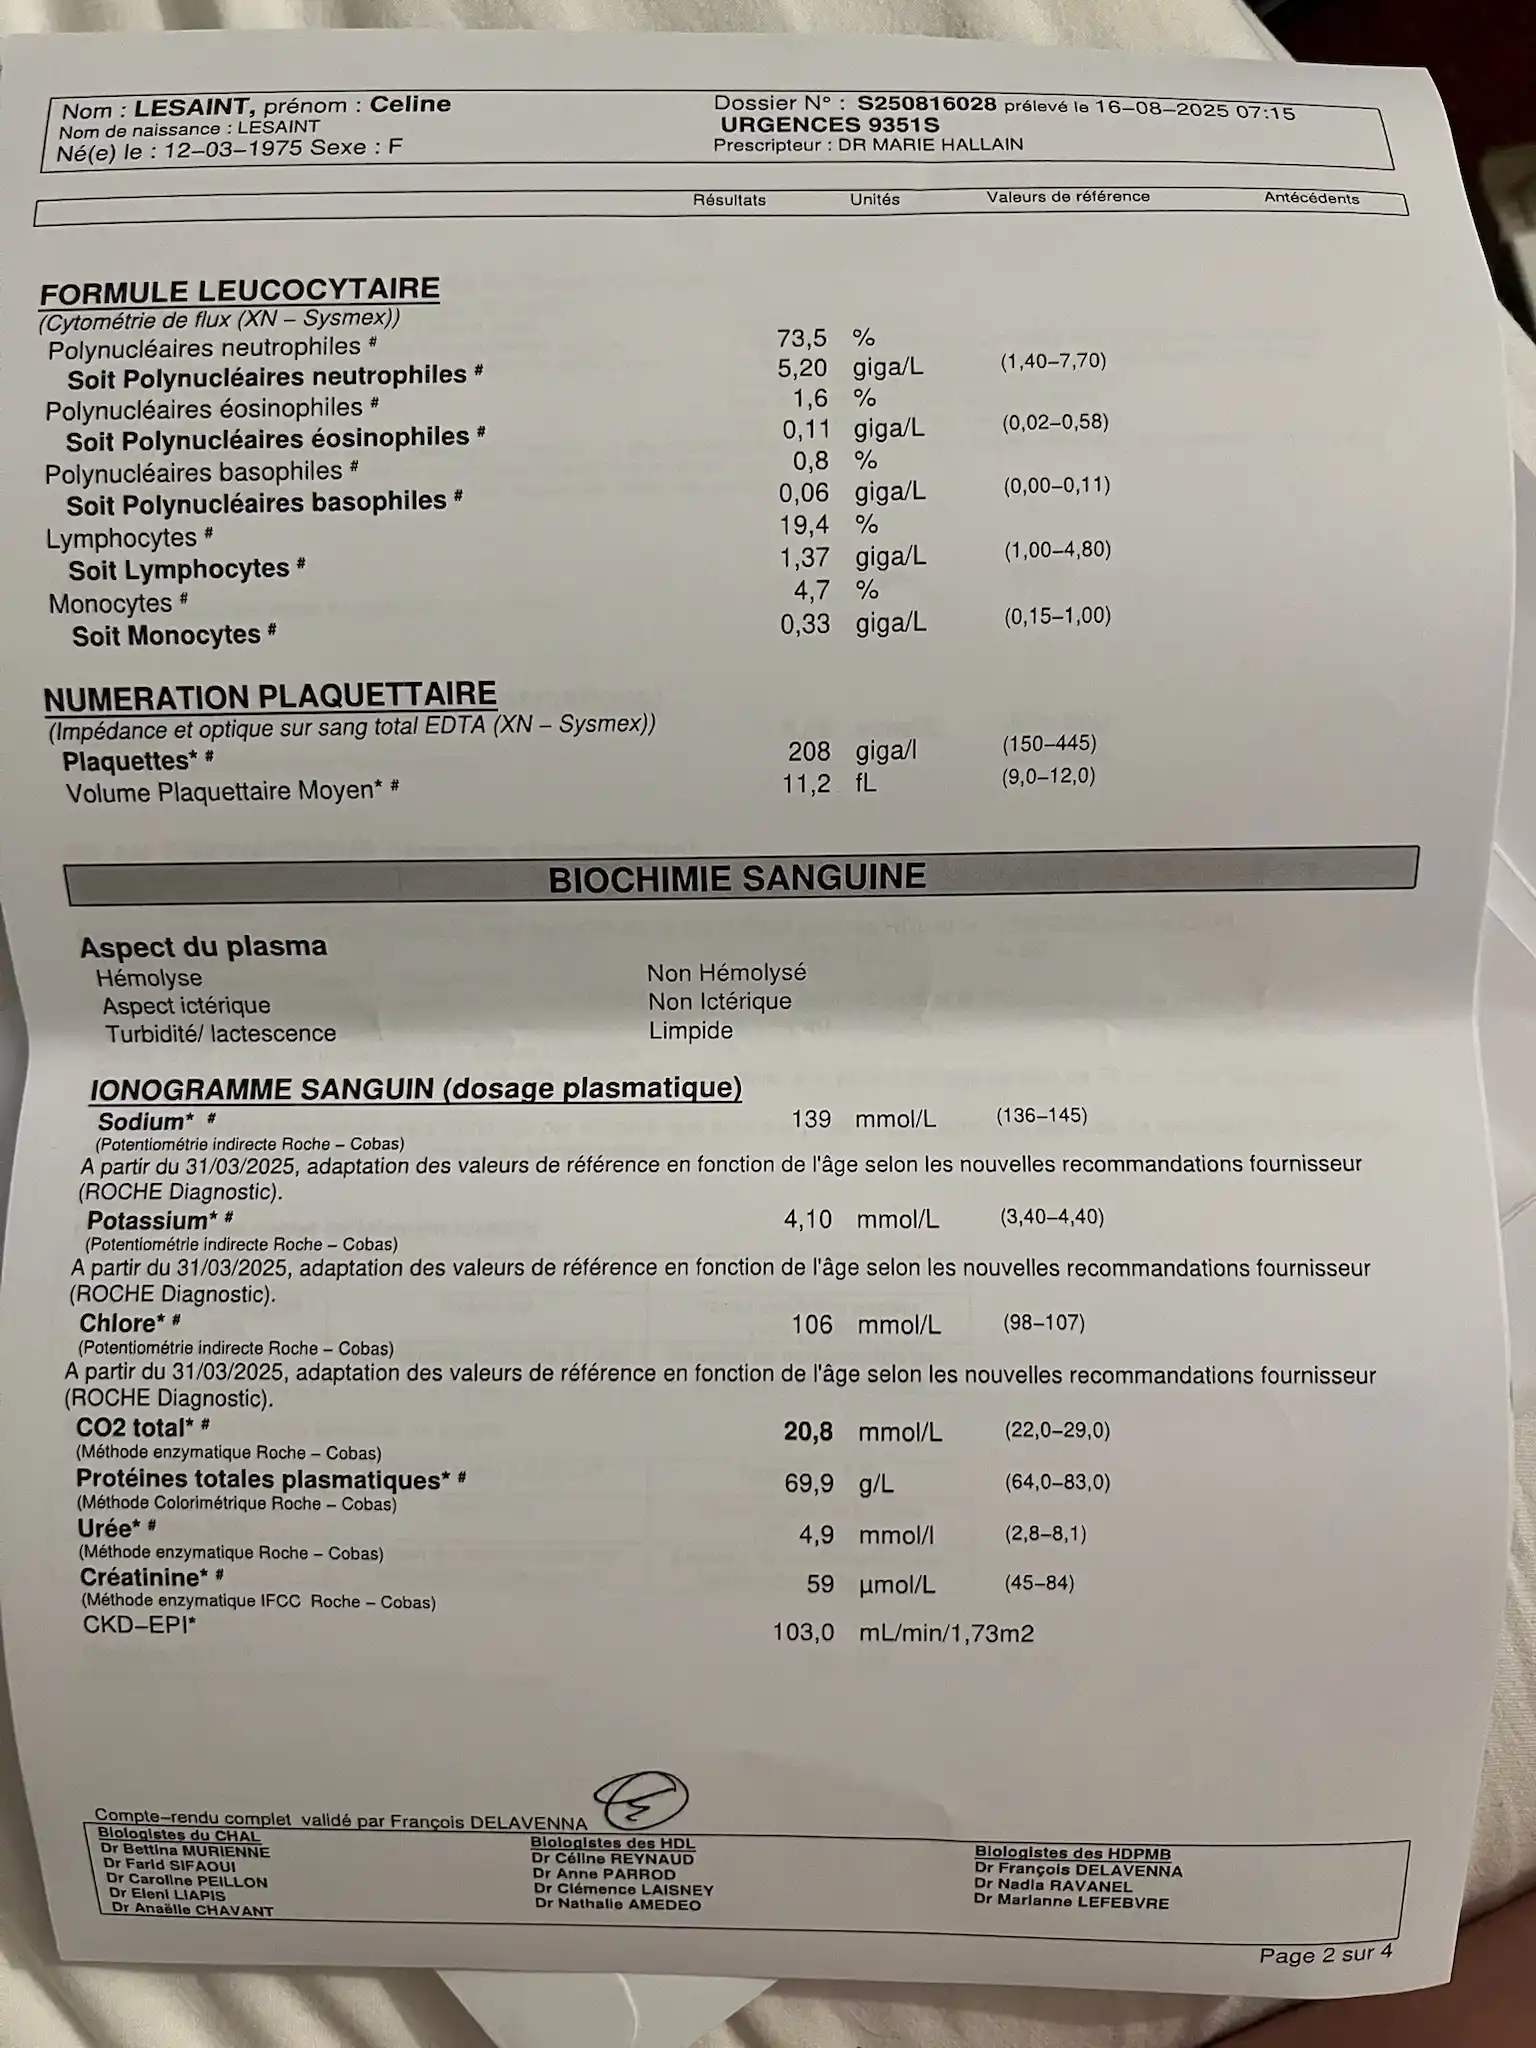 Nom : LESAINT, prénom : Celine
Nom de naissance : LESAINT
Né(e) le : 12-03-1975 Sexe : F
Dossier N° : S250816028 prélevé le 16-08-2025 07:15
URGENCES 9351S
Prescripteur : DR MARIE HALLAIN
Résultats Unités Valeurs de référence Antécédents
FORMULE LEUCOCYTAIRE
(Cytométrie de flux (XN – Sysmex))
Polynucléaires neutrophiles # 73,5 %
Soit Polynucléaires neutrophiles # 5,20 giga/L (1,40–7,70)
Polynucléaires éosinophiles # 1,6 %
Soit Polynucléaires éosinophiles # 0,11 giga/L (0,02–0,58)
Polynucléaires basophiles # 0,8 %
Soit Polynucléaires basophiles # 0,06 giga/L (0,00–0,11)
Lymphocytes # 19,4 %
Soit Lymphocytes # 1,37 giga/L (1,00–4,80)
Monocytes # 4,7 %
Soit Monocytes # 0,33 giga/L (0,15–1,00)
NUMERATION PLAQUETTAIRE
(Impédance et optique sur sang total EDTA (XN – Sysmex))
Plaquettes* # 208 giga/l (150–445)
Volume Plaquettaire Moyen* # 11,2 fL (9,0–12,0)
BIOCHIMIE SANGUINE
Aspect du plasma
Hémolyse Non Hémolysé
Aspect ictérique Non Ictérique
Turbidité/ lactescence Limpide
IONOGRAMME SANGUIN (dosage plasmatique)
Sodium* # 139 mmol/L (136–145)
(Potentiométrie indirecte Roche – Cobas)
A partir du 31/03/2025, adaptation des valeurs de référence en fonction de l'âge selon les nouvelles recommandations fournisseur
(ROCHE Diagnostic).
Potassium* # 4,10 mmol/L (3,40–4,40)
(Potentiométrie indirecte Roche – Cobas)
A partir du 31/03/2025, adaptation des valeurs de référence en fonction de l'âge selon les nouvelles recommandations fournisseur
(ROCHE Diagnostic).
Chlore* # 106 mmol/L (98–107)
(Potentiométrie indirecte Roche – Cobas)
A partir du 31/03/2025, adaptation des valeurs de référence en fonction de l'âge selon les nouvelles recommandations fournisseur
(ROCHE Diagnostic).
CO2 total* # 20,8 mmol/L (22,0–29,0)
(Méthode enzymatique Roche – Cobas)
Protéines totales plasmatiques* # 69,9 g/L (64,0–83,0)
(Méthode Colorimétrique Roche – Cobas)
Urée* # 4,9 mmol/l (2,8–8,1)
(Méthode enzymatique Roche – Cobas)
Créatinine* # 59 µmol/L (45–84)
(Méthode enzymatique IFCC Roche – Cobas)
CKD–EPI* 103,0 mL/min/1,73m2
Compte–rendu complet validé par François DELAVENNA
Biologistes du CHAL
Dr Bettina MURIENNE
Dr Farid SIFAOUI
Dr Caroline PEILLON
Dr Eleni LIAPIS
Dr Anaëlle CHAVANT
Biologistes des HDL
Dr Céline REYNAUD
Dr Anne PARROD
Dr Clémence LAISNEY
Dr Nathalie AMEDEO
Biologistes des HDPMB
Dr François DELAVENNA
Dr Nadia RAVANEL
Dr Marianne LEFEBVRE
Page 2 sur 4